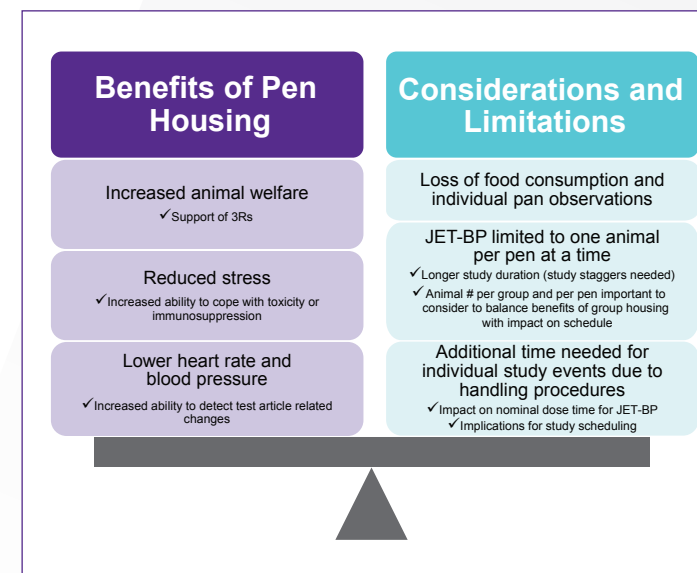 Benefits of Pen
Housing
Increased animal welfare
✓Support of 3Rs
Reduced stress
✓Increased ability to cope with toxicity or
immunosuppression
Lower heart rate and
blood pressure
✓Increased ability to detect test article related
changes
Considerations and
Limitations
Loss of food consumption and
individual pan observations
JET-BP limited to one animal
per pen at a time
✓Longer study duration (study staggers needed)
✓Animal # per group and per pen important to
consider to balance benefits of group housing
with impact on schedule
Additional time needed for
individual study events due to
handling procedures
✓Impact on nominal dose time for JET-BP
✓Implications for study scheduling